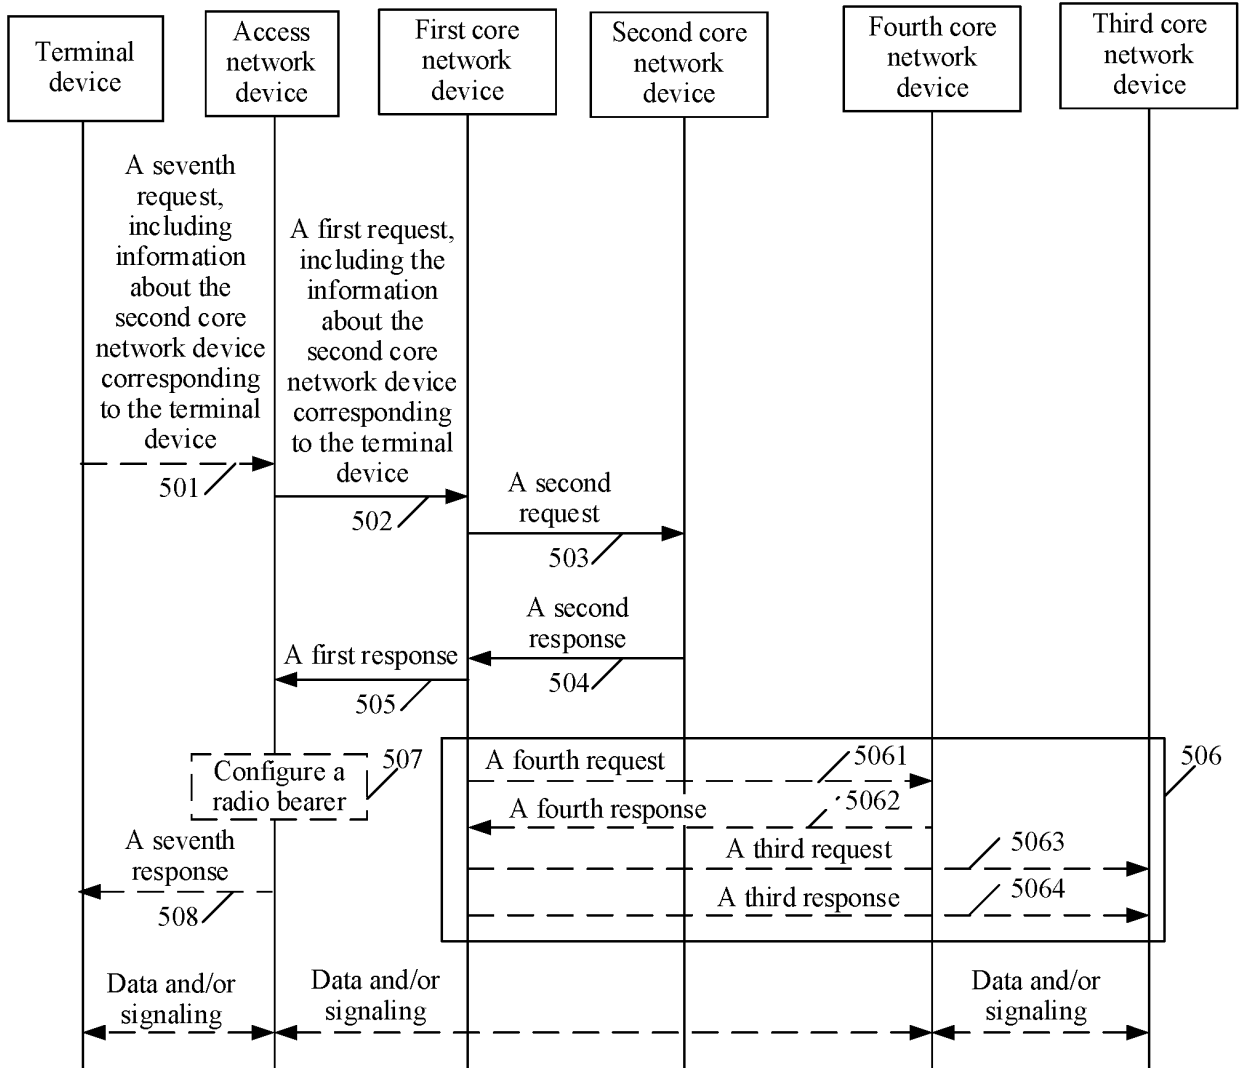 Terminal
device
Access
network
device
First core
network
device
Second core
network
device
Fourth core
network
device
Third core
network
device
A seventh
request,
including
information
about the
second core
network device
corresponding
to the terminal
device
501
A first request,
including the
information
about the
second core
network device
corresponding
to the terminal
device
502
A second
request
503
A second
response
504
A first response
505
506
507
Configure a
radio bearer
A fourth request
5061
A fourth response
5062
A third request
5063
A third response
5064
A seventh
response
508
Data and/or
signaling
Data and/or
signaling
Data and/or
signaling